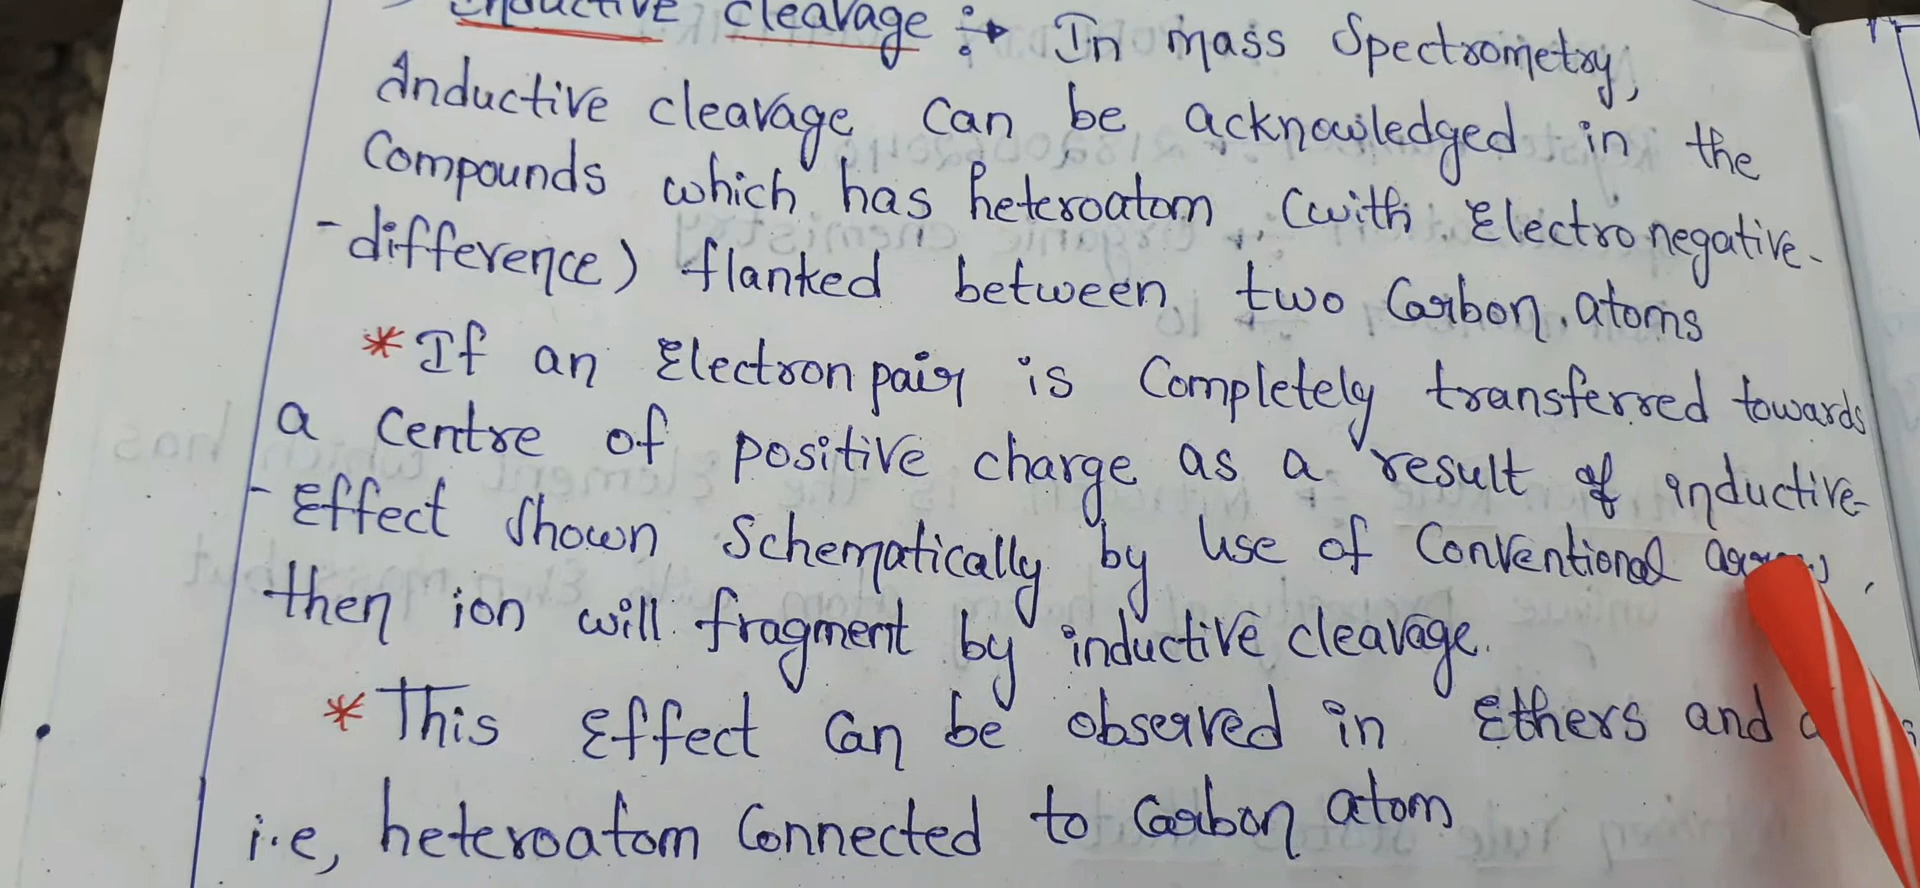 Inductive cleavage :→ In mass Spectrometry,
Inductive cleavage can be acknowledged in the
Compounds which has heteroatom (with Electronegative-
-difference) flanked between two Carbon atoms
* If an Electron pair is Completely transferred towards
a centre of positive charge as a result of inductive-
-Effect shown Schematically by use of Conventional arrow,
then ion will fragment by inductive cleavage.
* This Effect can be observed in Ethers and
i.e, heteroatom Connected to Carbon atom